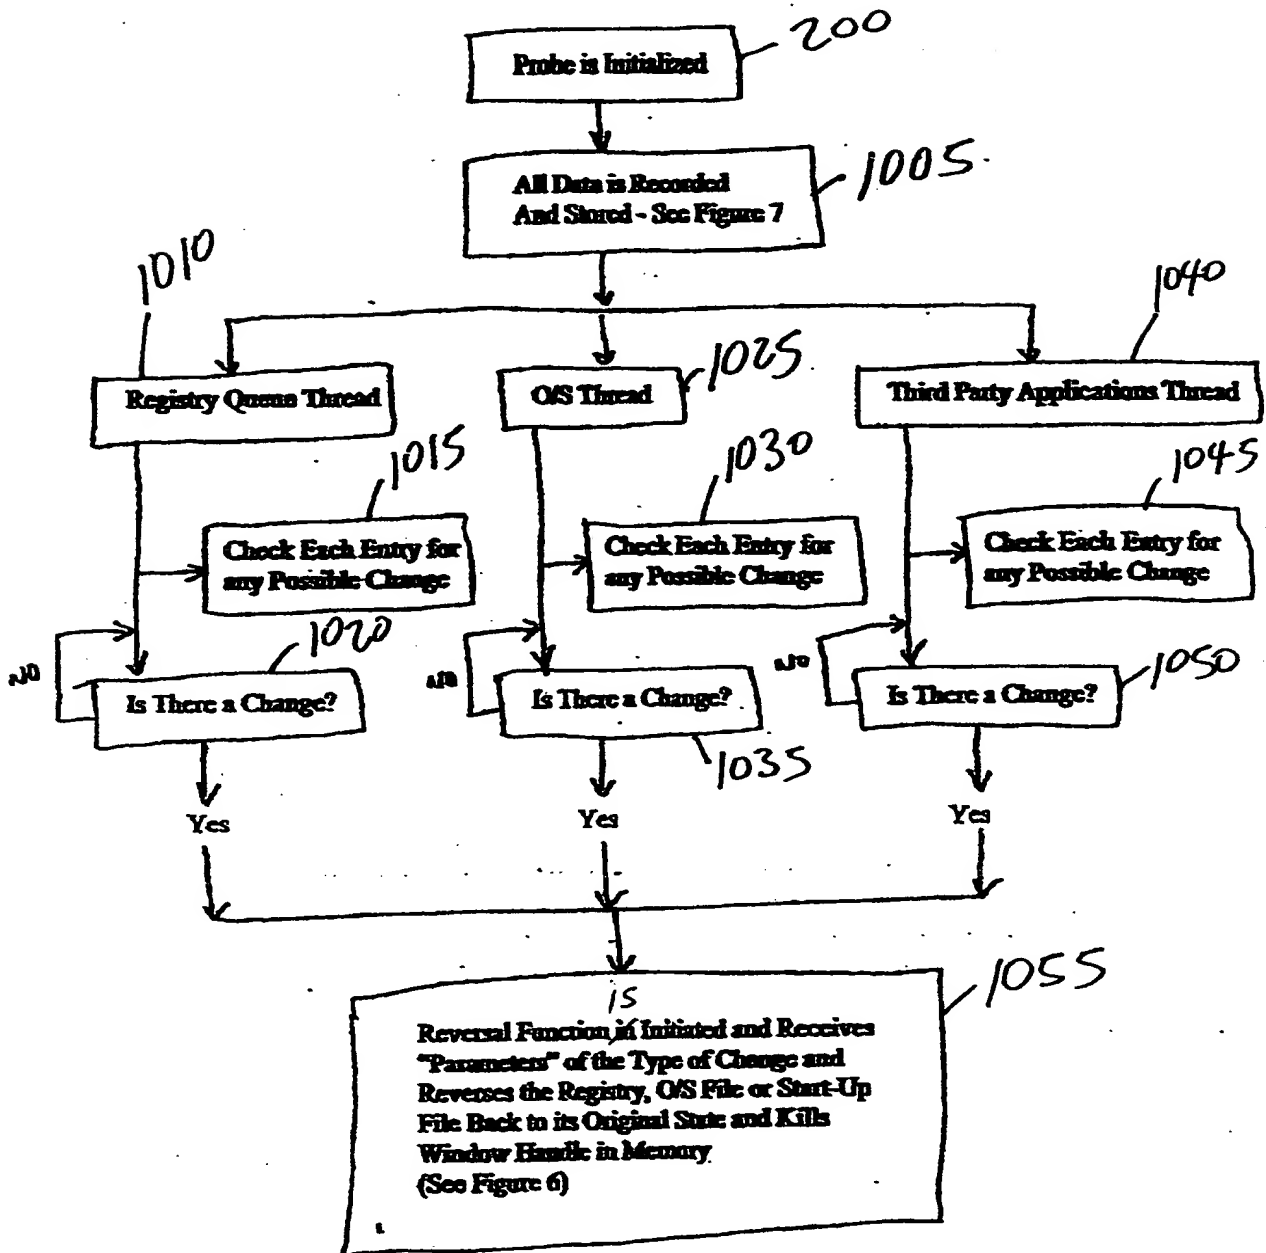 200
Probe is Initialized
1005
All Data is Recorded
And Stored - See Figure 7
1010
1040
1025
Registry Queue Thread
O/S Thread
Third Party Applications Thread
1015
1030
1045
Check Each Entry for
any Possible Change
Check Each Entry for
any Possible Change
Check Each Entry for
any Possible Change
1020
no
no
no
1050
Is There a Change?
Is There a Change?
Is There a Change?
1035
Yes
Yes
Yes
1055
is
Reversal Function in Initiated and Receives
"Parameters" of the Type of Change and
Reverses the Registry, O/S File or Start-Up
File Back to its Original State and Kills
Window Handle in Memory
(See Figure 6)